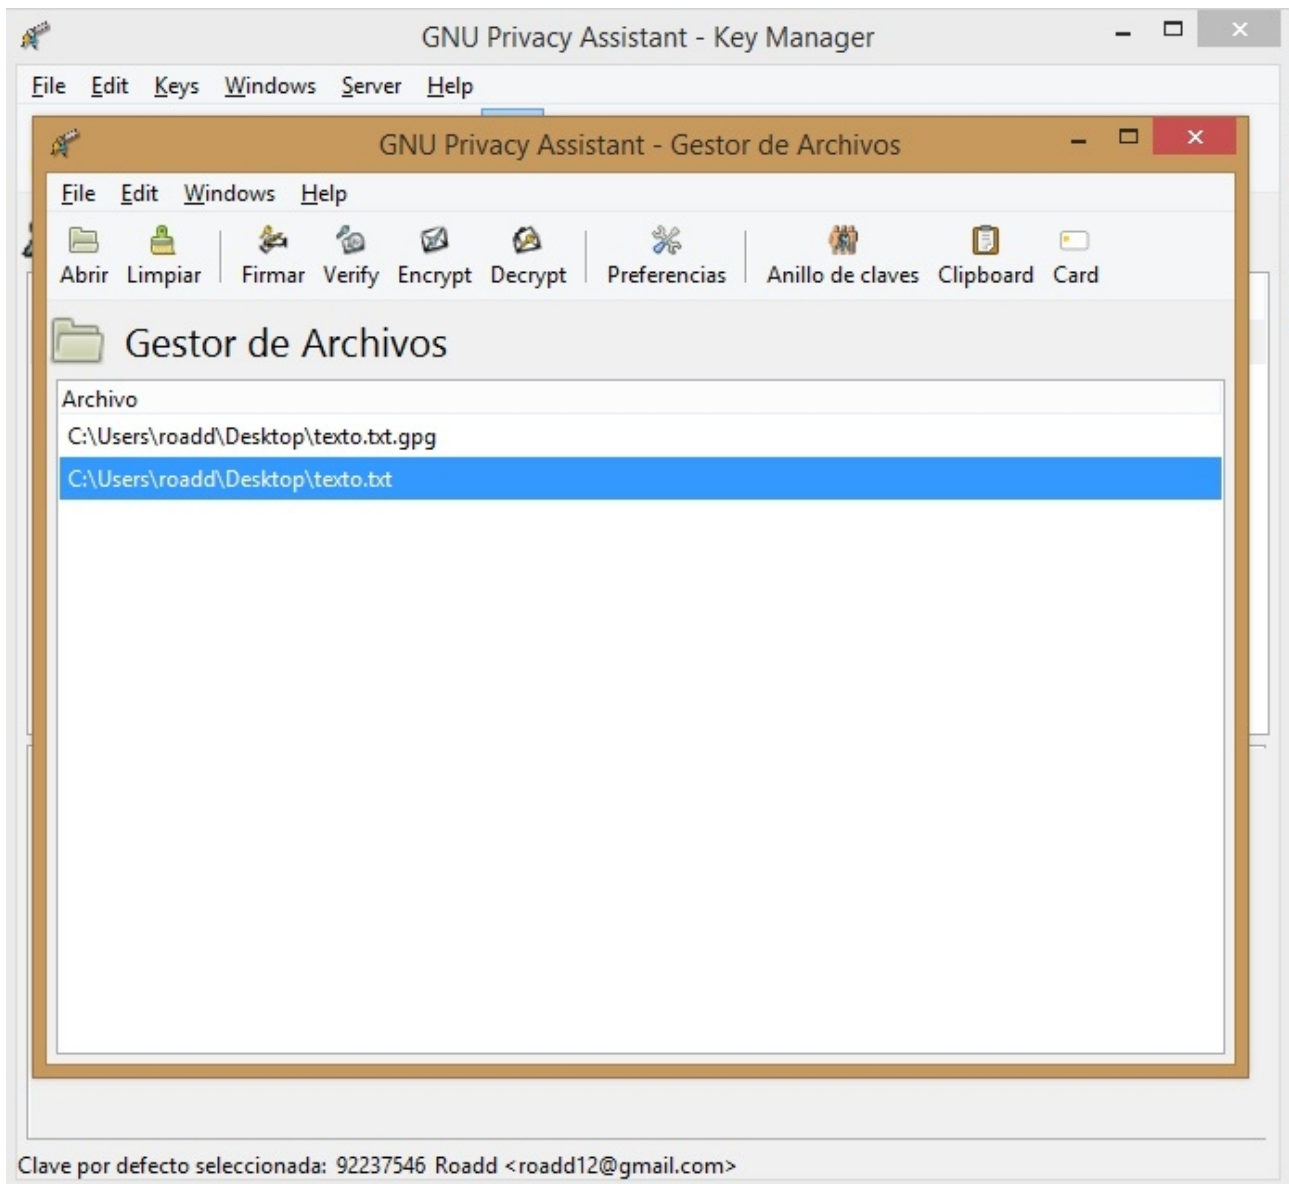 GNU Privacy Assistant - Key Manager
File Edit Keys Windows Server Help
GNU Privacy Assistant - Gestor de Archivos
File Edit Windows Help
Abrir Limpiar Firmar Verify Encrypt Decrypt Preferencias Anillo de claves Clipboard Card
Gestor de Archivos
Archivo
C:\Users\roadd\Desktop\texto.txt.gpg
C:\Users\roadd\Desktop\texto.txt
Clave por defecto seleccionada: 92237546 Roadd <roadd12@gmail.com>